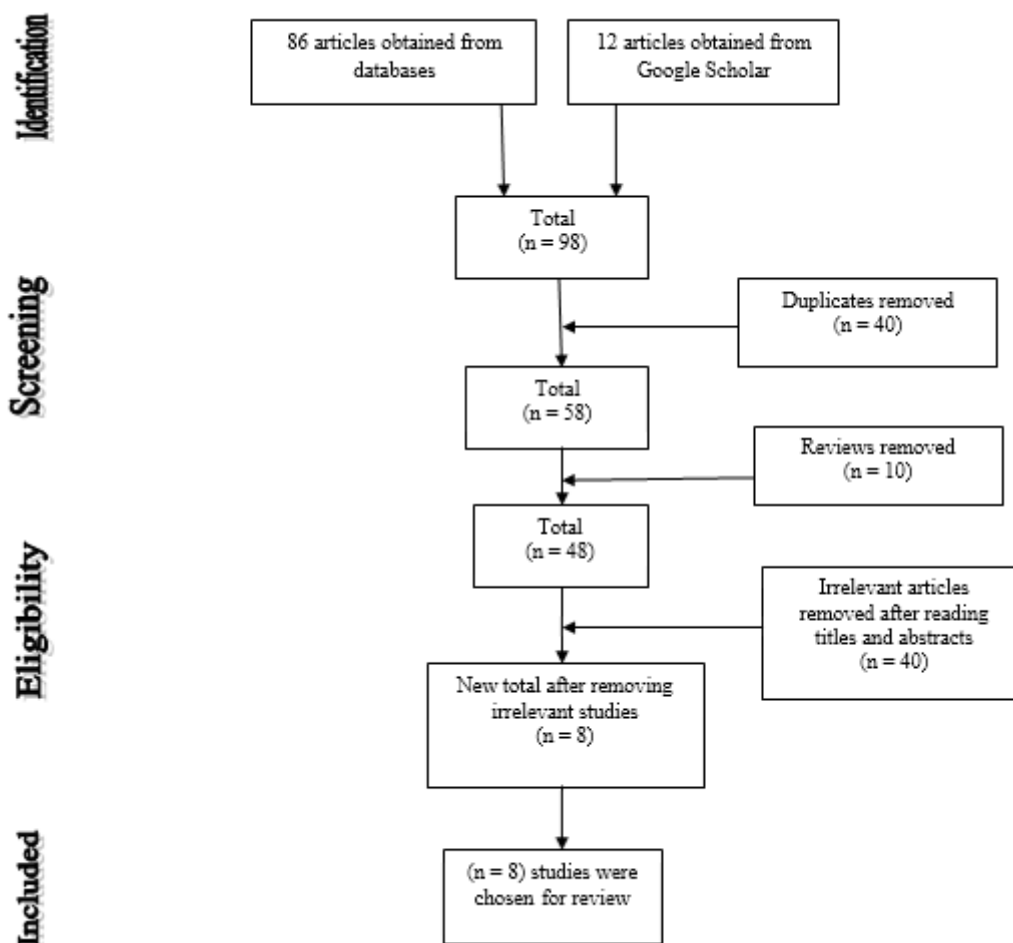 Identification
86 articles obtained from
databases
12 articles obtained from
Google Scholar
Total
(n = 98)
Screening
Duplicates removed
(n = 40)
Total
(n = 58)
Reviews removed
(n = 10)
Total
(n = 48)
Eligibility
Irrelevant articles
removed after reading
titles and abstracts
(n = 40)
New total after removing
irrelevant studies
(n = 8)
Included
(n = 8) studies were
chosen for review